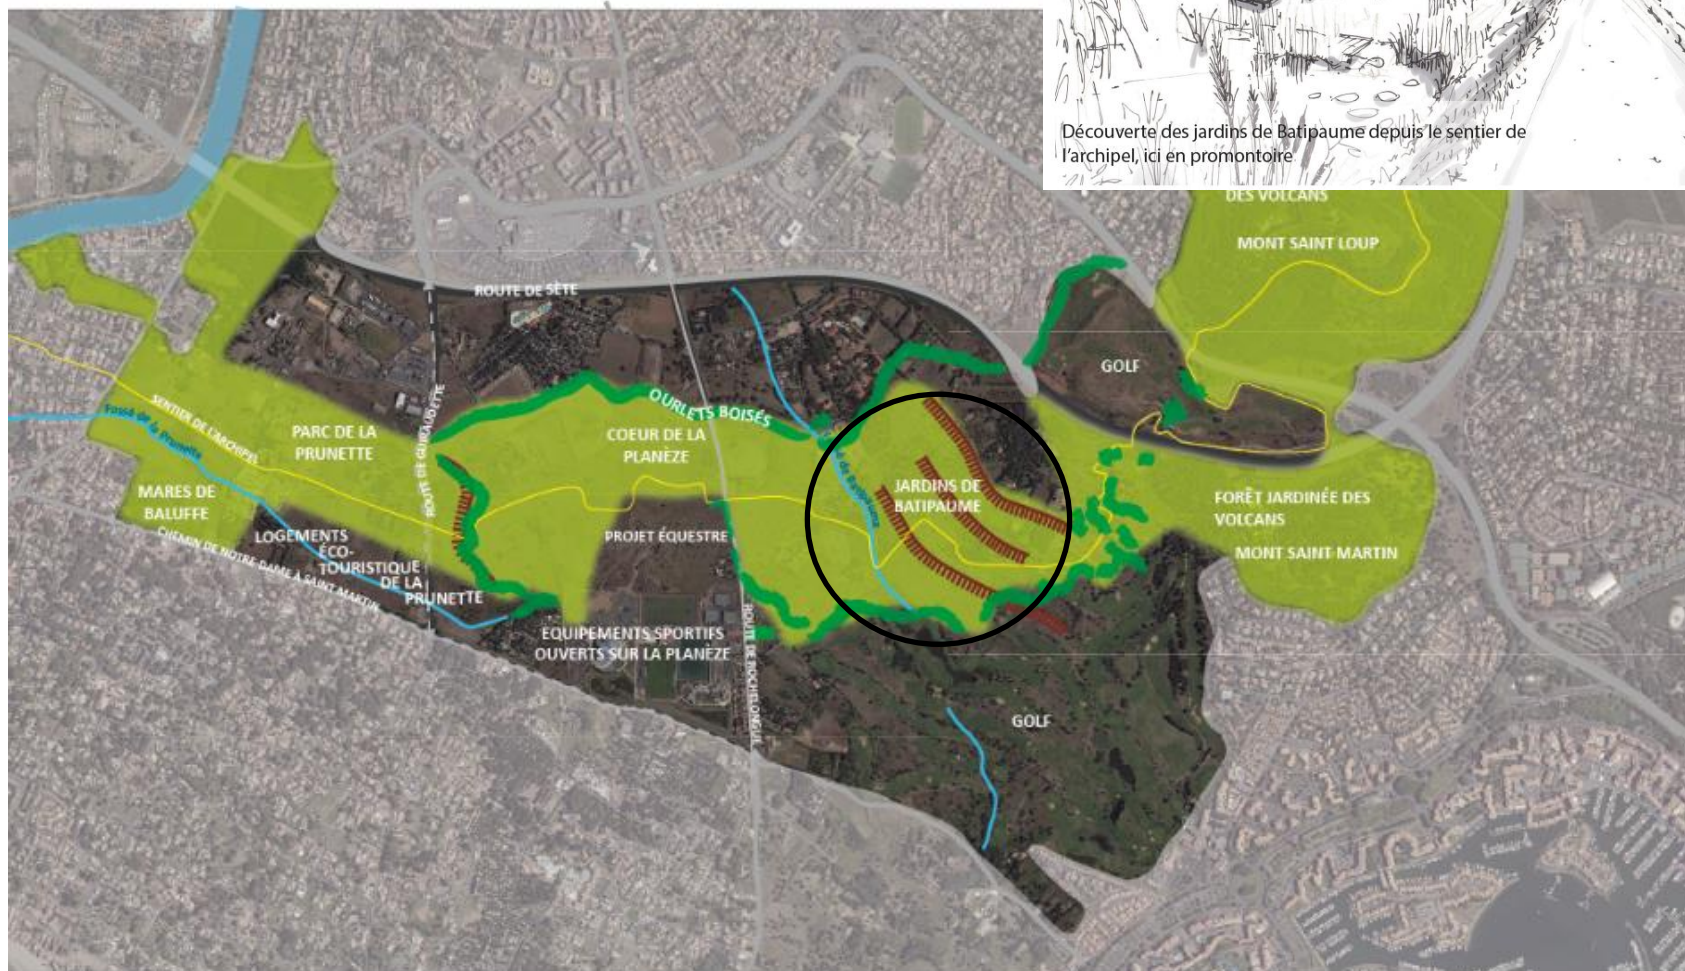 Découverte des jardins de Batipaume depuis le sentier de
l'archipel, ici en promontoire
DES VOLCANS
MONT SAINT LOUP
ROUTE DE SÈTE
GOLF
OURLETS BOISÉS
SENTIER DE L'ARCHIPEL
Fossé de la Prunette
PARC DE LA
PRUNETTE
ROUTE DE GUIRAUDETTE
COEUR DE LA
PLANÈZE
de Batipaume
JARDINS DE
BATIPAUME
MARES DE
BALUFFE
FORÊT JARDINÉE DES
VOLCANS
MONT SAINT MARTIN
CHEMIN DE NOTRE DAME À SAINT MARTIN
LOGEMENTS
ÉCO-
TOURISTIQUE
DE LA
PRUNETTE
PROJET ÉQUESTRE
EQUIPEMENTS SPORTIFS
OUVERTS SUR LA PLANÈZE
ROUTE DE ROCHELONGUE
GOLF